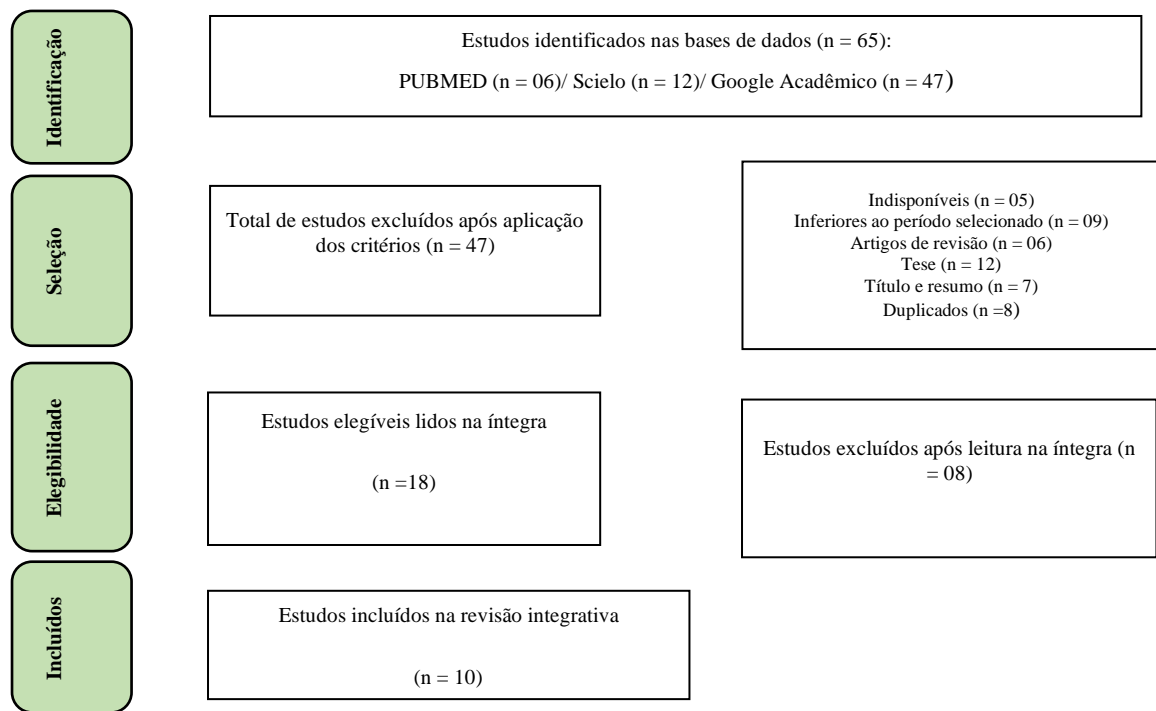 Identificação
Estudos identificados nas bases de dados (n = 65):
PUBMED (n = 06)/ Scielo (n = 12)/ Google Acadêmico (n = 47)
Seleção
Total de estudos excluídos após aplicação
dos critérios (n = 47)
Indisponíveis (n = 05)
Inferiores ao período selecionado (n = 09)
Artigos de revisão (n = 06)
Tese (n = 12)
Título e resumo (n = 7)
Duplicados (n =8)
Elegibilidade
Estudos elegíveis lidos na íntegra
(n =18)
Estudos excluídos após leitura na íntegra (n
= 08)
Incluídos
Estudos incluídos na revisão integrativa
(n = 10)